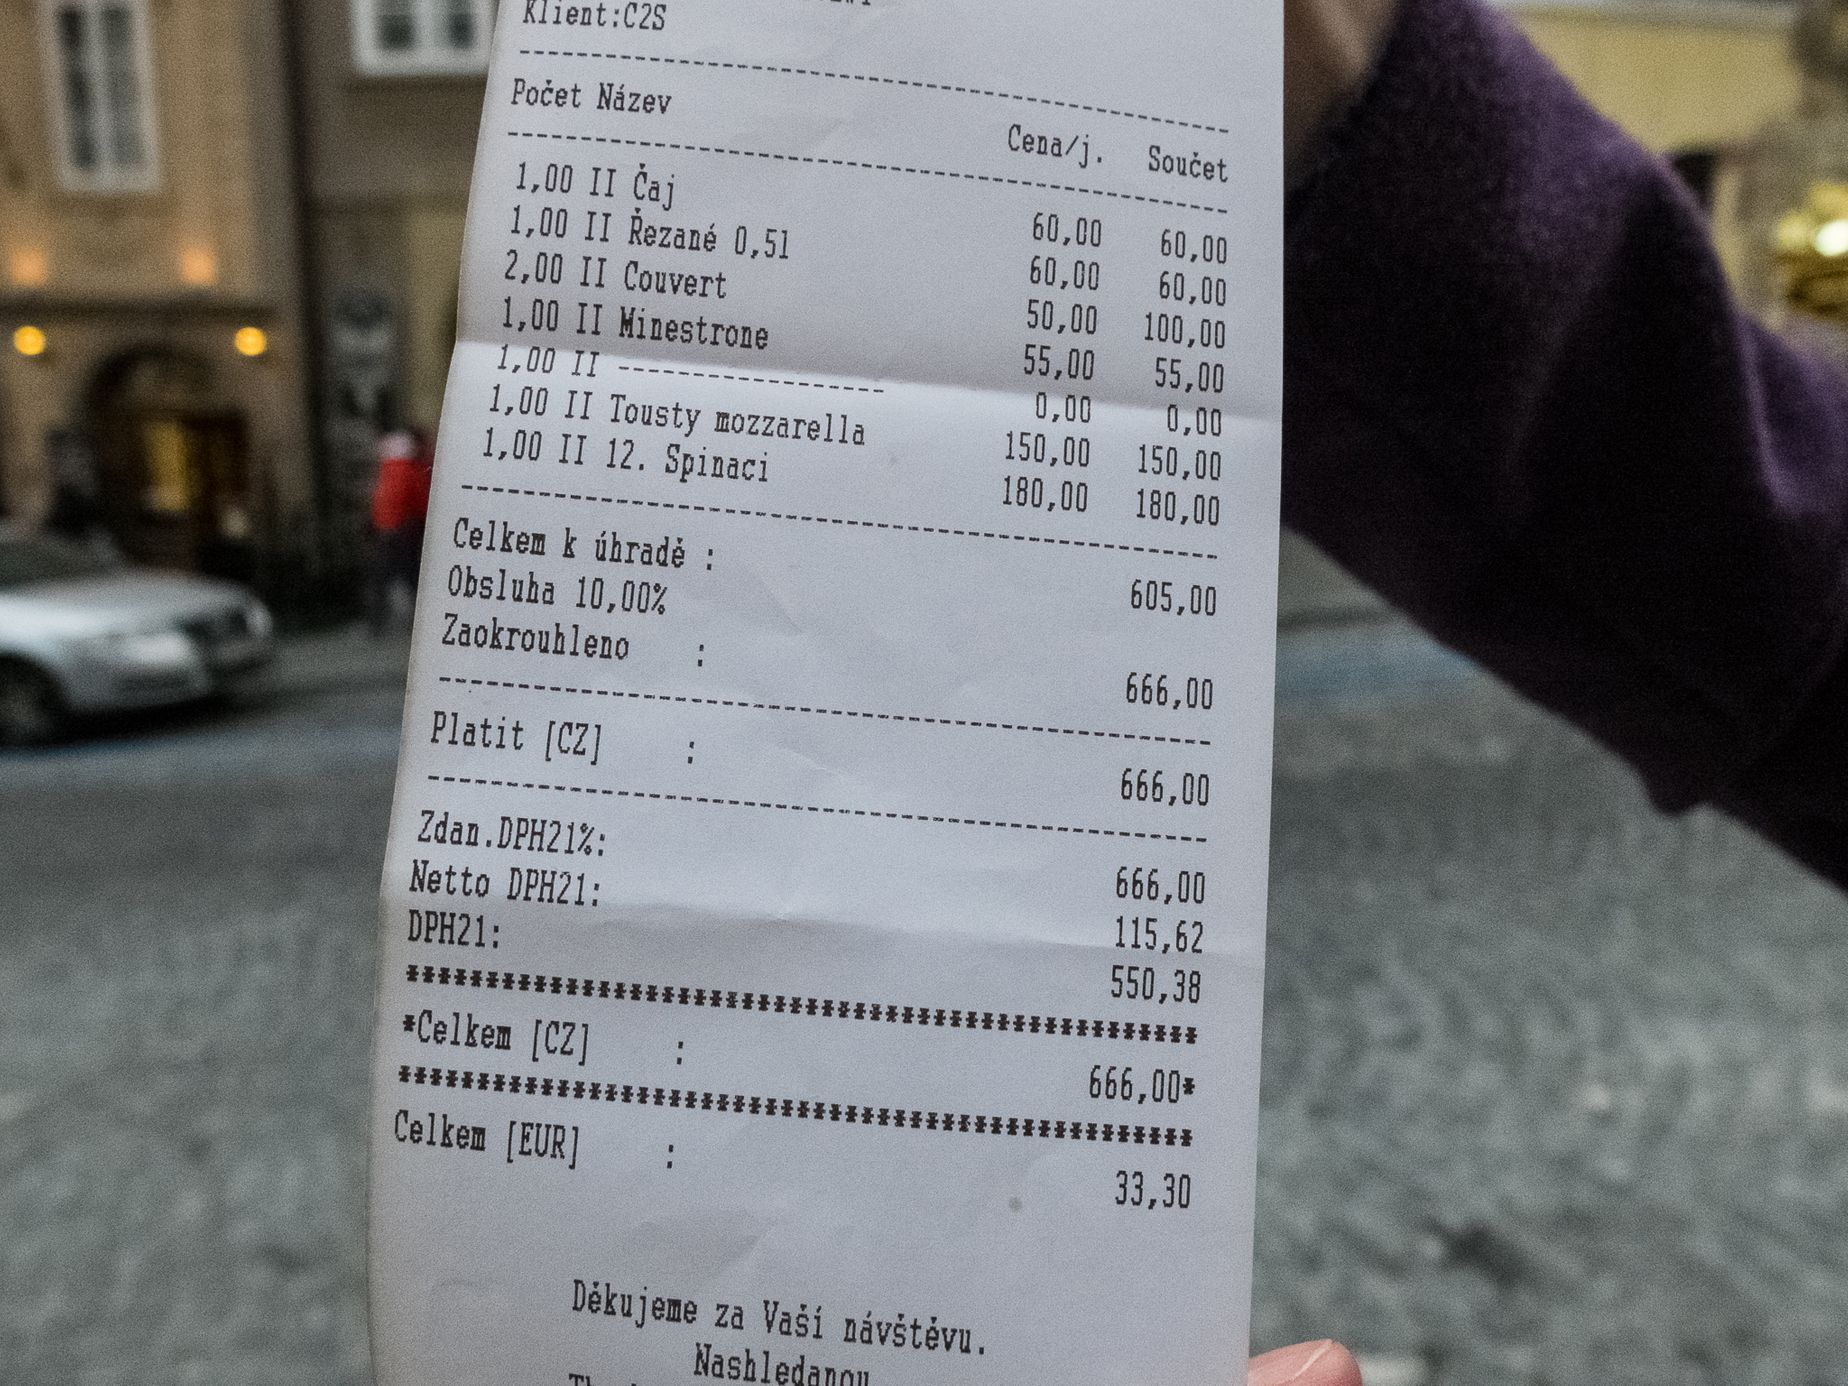 Klient:C2S
--------------------------------------------------
Počet Název Cena/j. Součet
--------------------------------------------------
1,00 II Čaj 60,00 60,00
1,00 II Řezané 0,5l 60,00 60,00
2,00 II Couvert 50,00 100,00
1,00 II Minestrone 55,00 55,00
1,00 II ------------------ 0,00 0,00
1,00 II Tousty mozzarella 150,00 150,00
1,00 II 12. Spinaci 180,00 180,00
--------------------------------------------------
Celkem k úhradě : 605,00
Obsluha 10,00%
Zaokrouhleno : 666,00
--------------------------------------------------
Platit [CZ] : 666,00
--------------------------------------------------
Zdan.DPH21%: 666,00
Netto DPH21: 115,62
DPH21: 550,38
**************************************************
*Celkem [CZ] : 666,00*
**************************************************
Celkem [EUR] : 33,30
Děkujeme za Vaší návštěvu.
Nashledanou